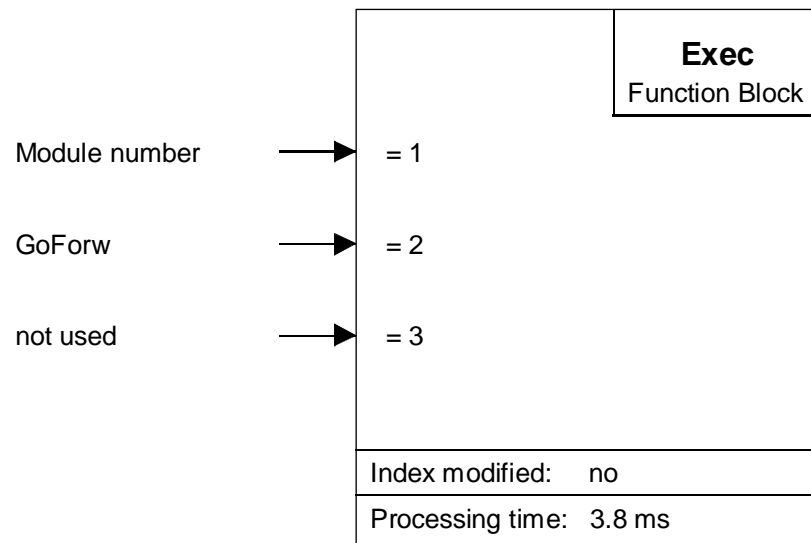 Exec
Function Block
Module number = 1
GoForw = 2
not used = 3
Index modified: no
Processing time: 3.8 ms